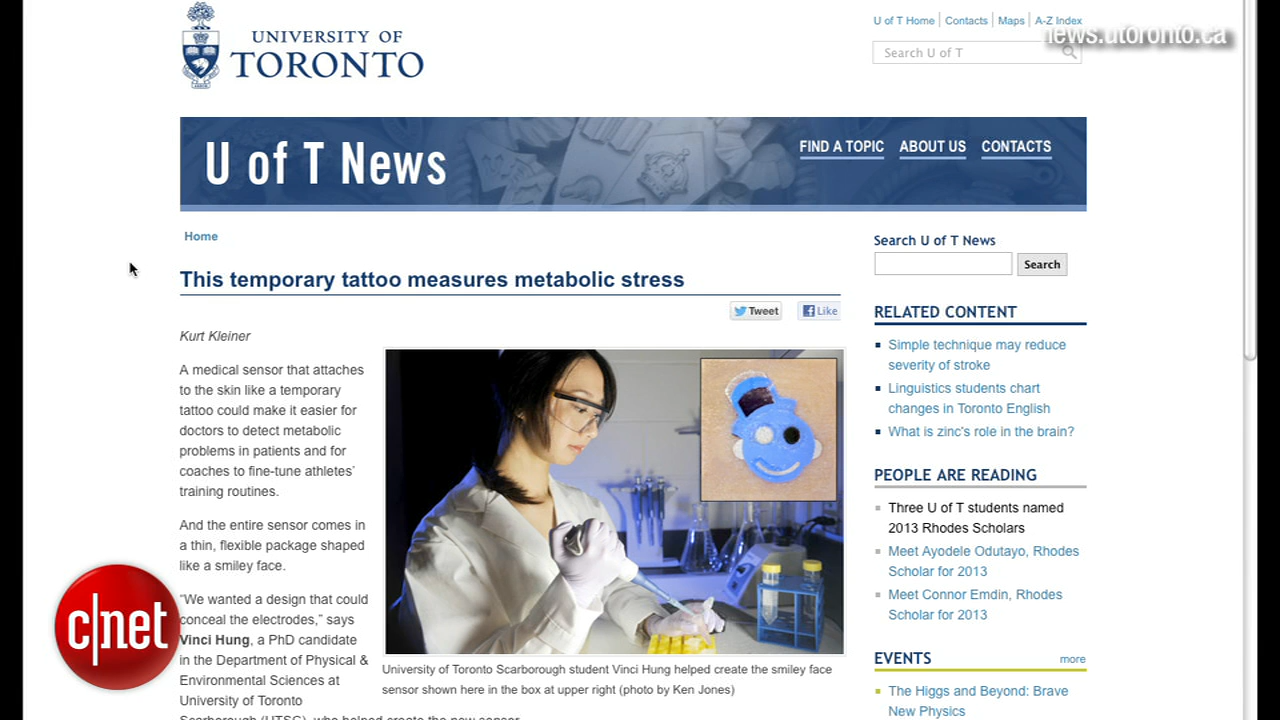 UNIVERSITY OF
TORONTO
U of T Home
Contacts
Maps
A-Z Index
news.utoronto.ca
Search U of T
U of T News
FIND A TOPIC
ABOUT US
CONTACTS
Home
This temporary tattoo measures metabolic stress
Tweet
Like
Kurt Kleiner
A medical sensor that attaches
to the skin like a temporary
tattoo could make it easier for
doctors to detect metabolic
problems in patients and for
coaches to fine-tune athletes’
training routines.
And the entire sensor comes in
a thin, flexible package shaped
like a smiley face.
“We wanted a design that could
conceal the electrodes,” says
Vinci Hung, a PhD candidate
in the Department of Physical &
Environmental Sciences at
University of Toronto
Scarborough (UTSC), who helped create the new sensor.
University of Toronto Scarborough student Vinci Hung helped create the smiley face
sensor shown here in the box at upper right (photo by Ken Jones)
Search U of T News
Search
RELATED CONTENT
Simple technique may reduce
severity of stroke
Linguistics students chart
changes in Toronto English
What is zinc's role in the brain?
PEOPLE ARE READING
Three U of T students named
2013 Rhodes Scholars
Meet Ayodele Odutayo, Rhodes
Scholar for 2013
Meet Connor Emdin, Rhodes
Scholar for 2013
EVENTS
more
The Higgs and Beyond: Brave
New Physics
c|net